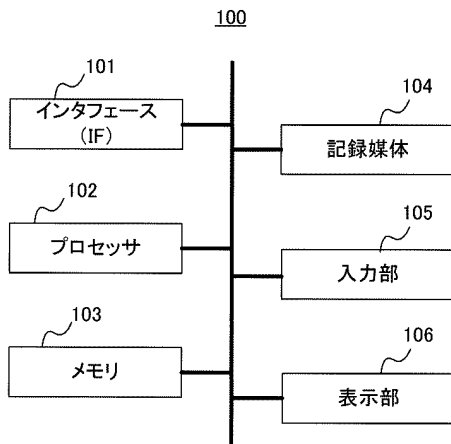 100
101
インタフェース
(IF)
102
プロセッサ
103
メモリ
104
記録媒体
105
入力部
106
表示部